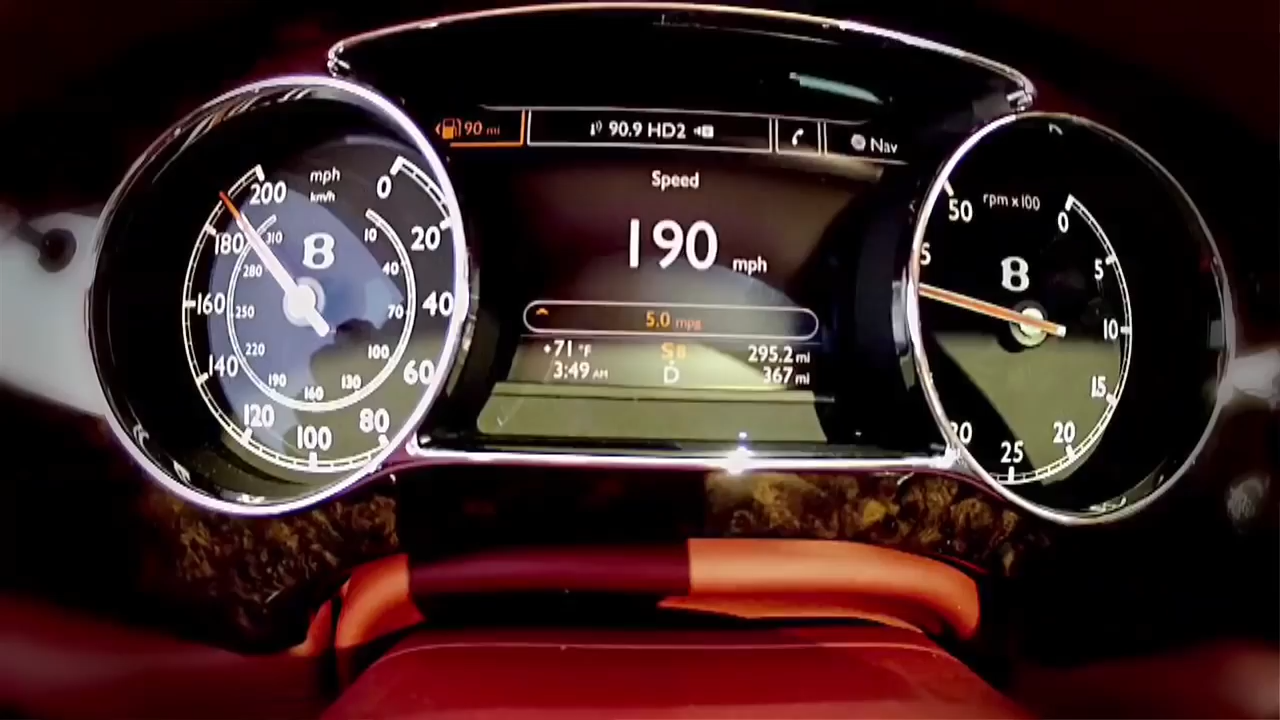 90 mi
90.9 HD2
Nav
Speed
190 mph
5.0 mpg
+71 °F
S8
295.2 mi
3:49 AM
D
367 mi
mph
km/h
B
0
20
40
60
80
100
120
140
160
180
200
10
40
70
100
130
160
190
220
250
280
310
rpm x 100
B
0
5
10
15
20
25
50